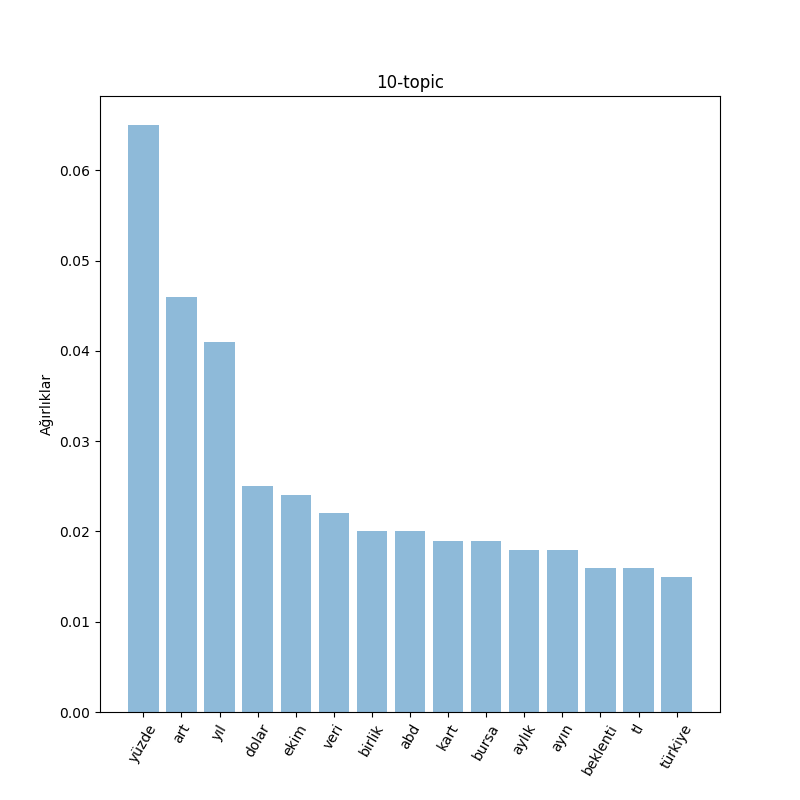 10-topic
Ağırlıklar
0.06
0.05
0.04
0.03
0.02
0.01
0.00
yüzde
art
yıl
dolar
ekim
veri
birlik
abd
kart
bursa
aylık
ayın
beklenti
tl
türkiye